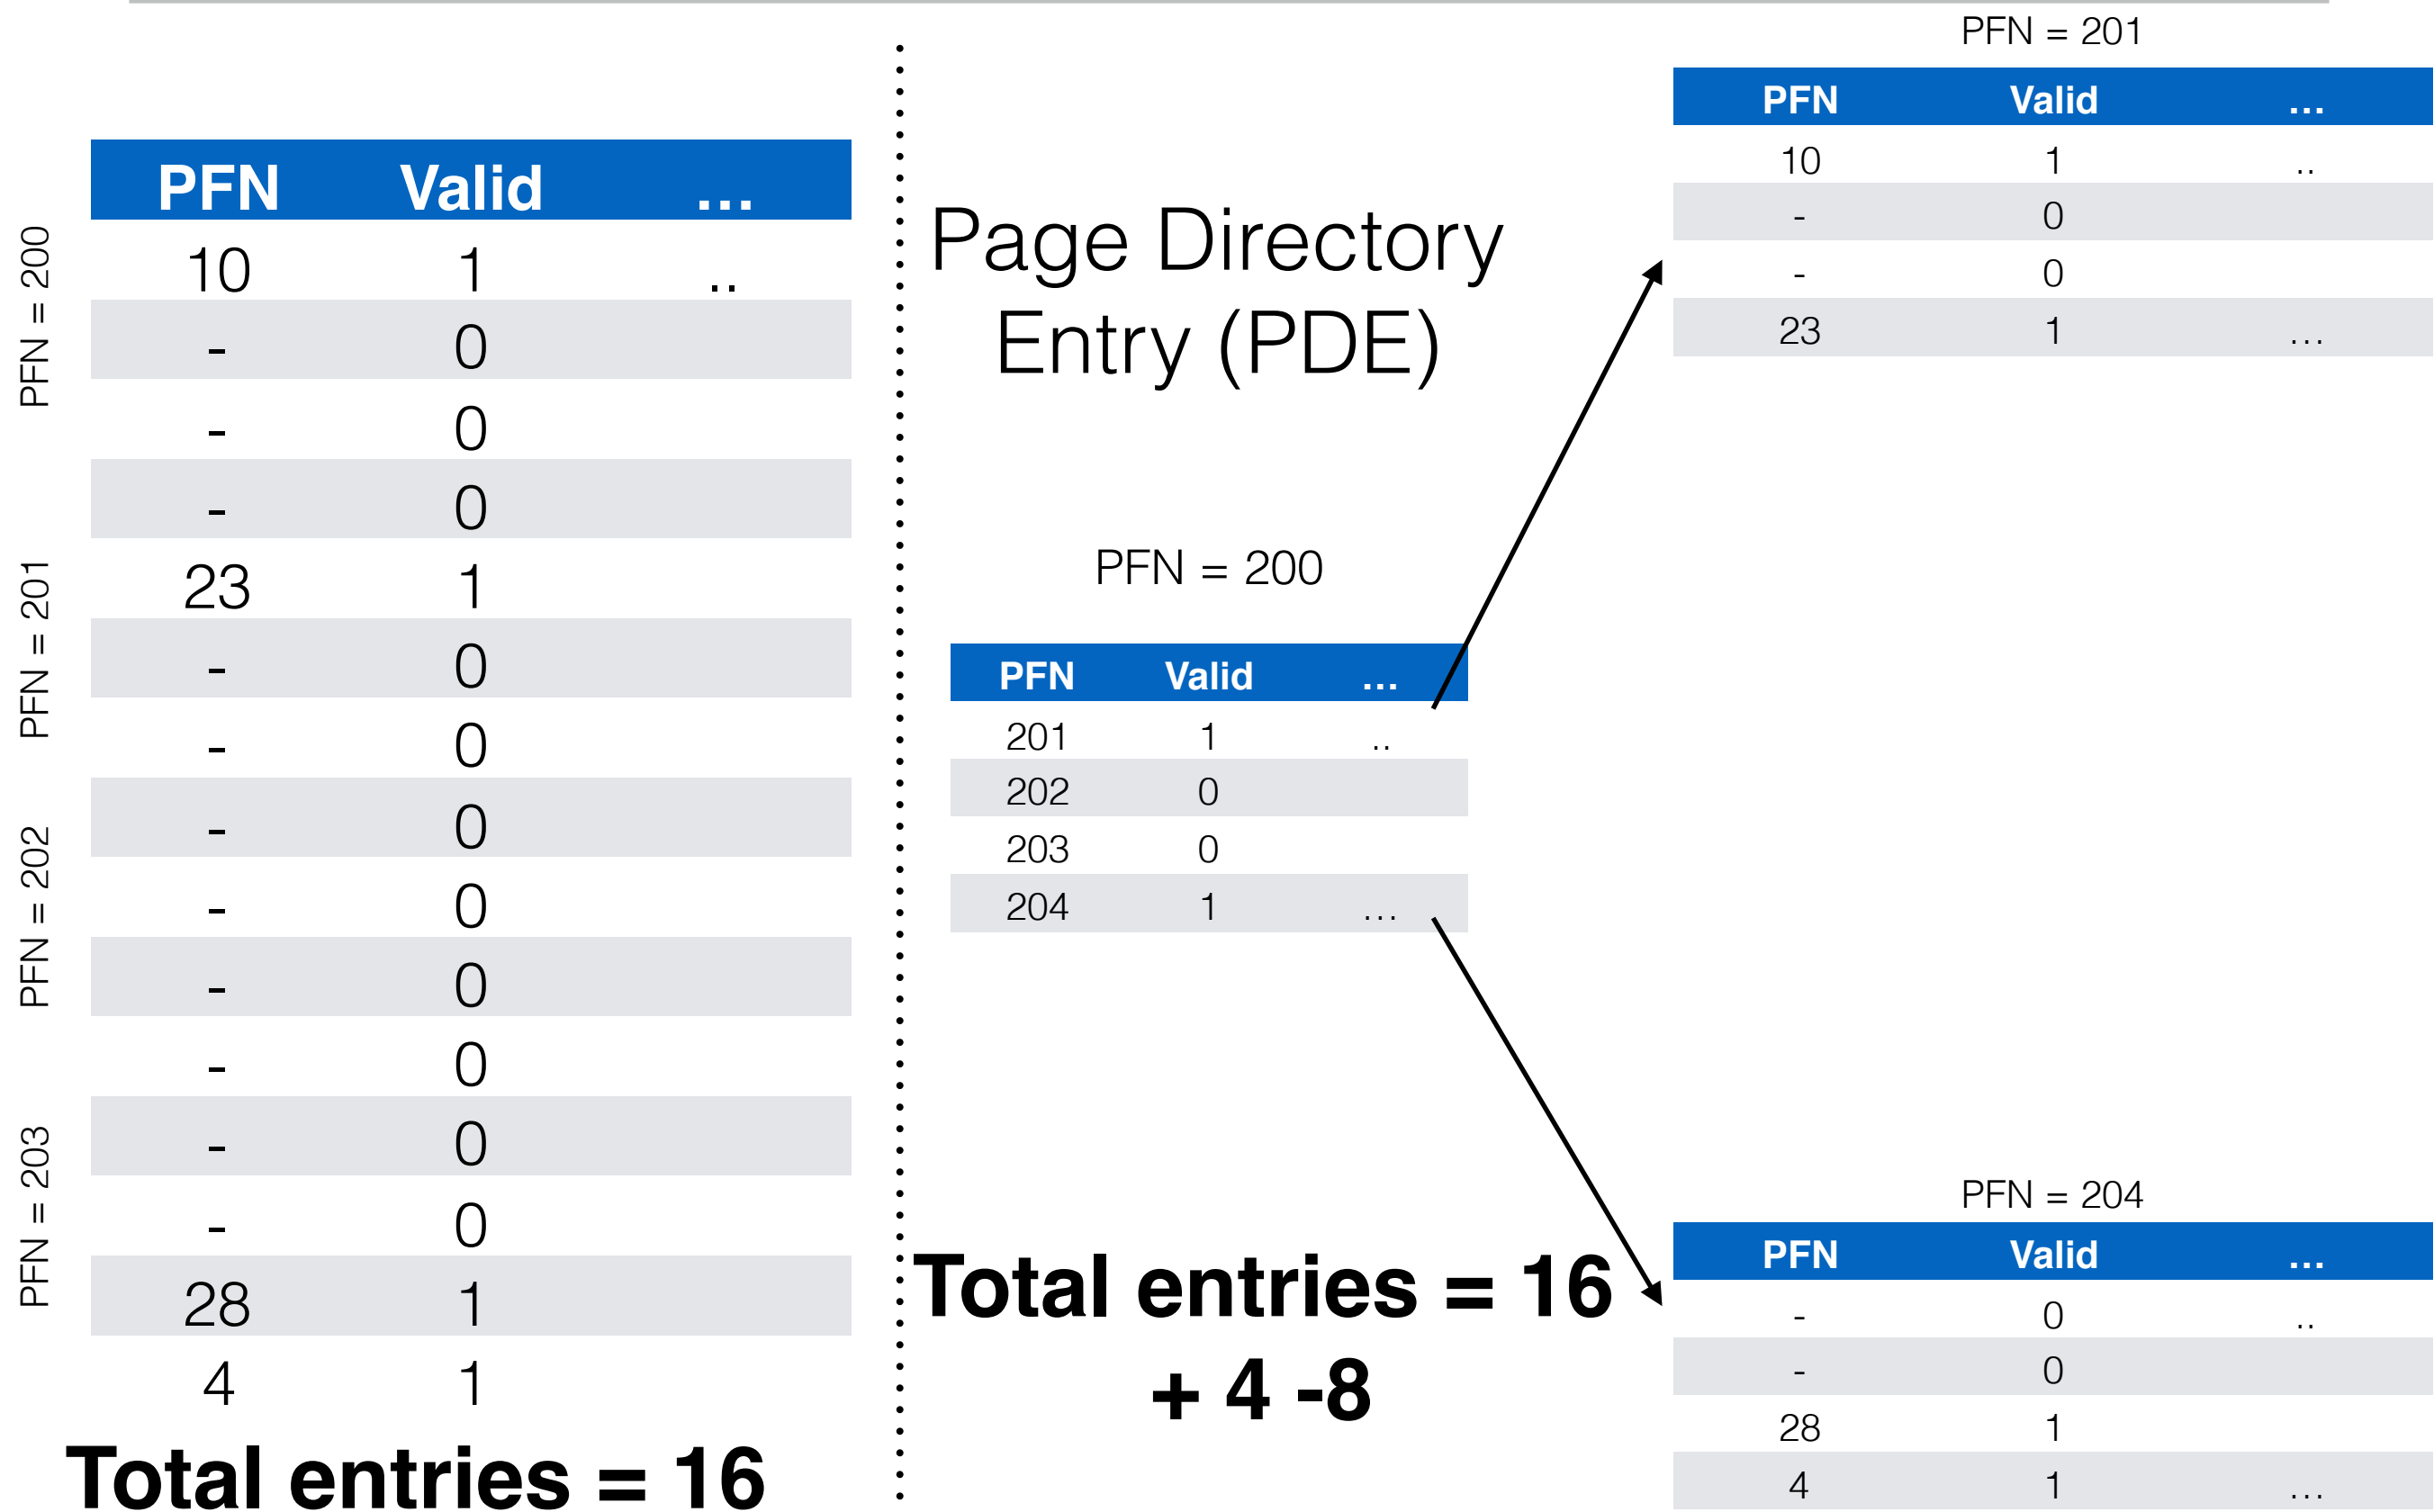 PFN Valid ...
PFN = 200
10 1 ..
- 0
- 0
- 0
PFN = 201
23 1
- 0
- 0
- 0
PFN = 202
- 0
- 0
- 0
- 0
PFN = 203
- 0
28 1
4 1
Total entries = 16
Page Directory
Entry (PDE)
PFN = 200
PFN Valid ...
201 1 ..
202 0
203 0
204 1 ...
Total entries = 16
+ 4 -8
PFN = 201
PFN Valid ...
10 1 ..
- 0
- 0
23 1 ...
PFN = 204
PFN Valid ...
- 0 ..
- 0
28 1
4 1 ...